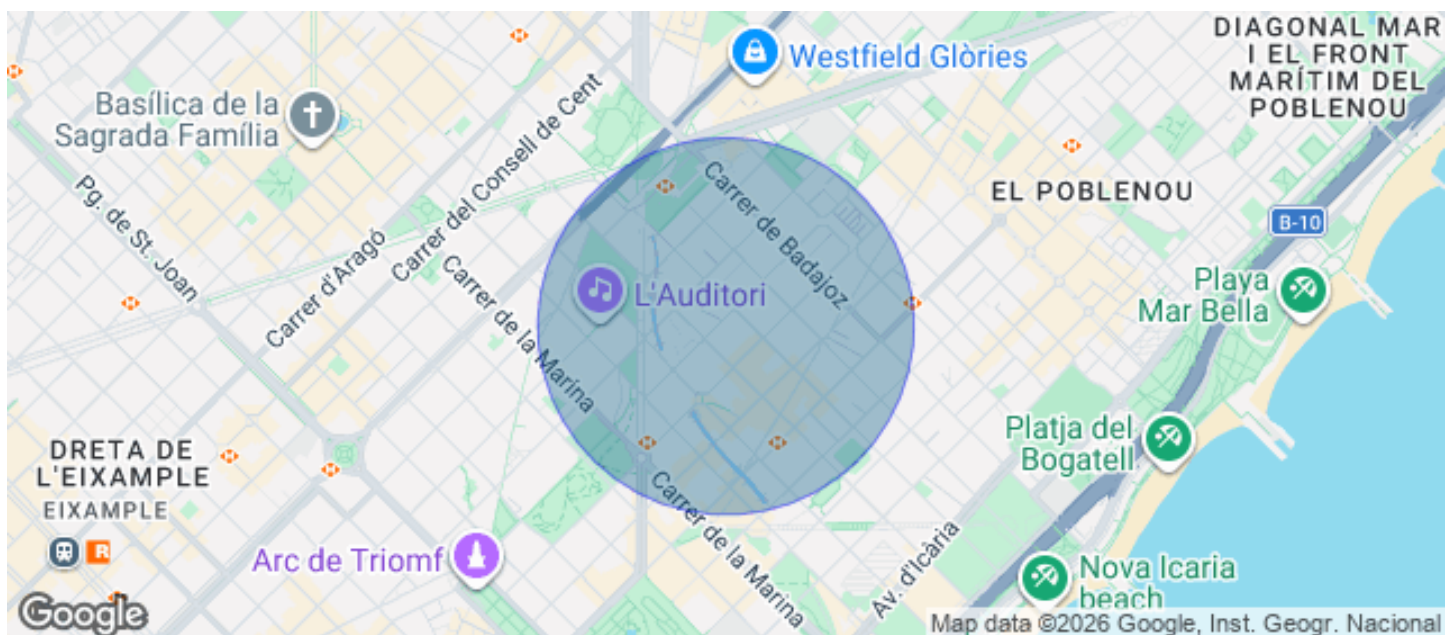 DIAGONAL MAR
I EL FRONT
MARÍTIM DEL
POBLENOU
Westfield Glòries
Basílica de la
Sagrada Família
Carrer del Consell de Cent
Carrer de Badajoz
EL POBLENOU
Pg. de St. Joan
B-10
Carrer d'Aragó
Carrer de la Marina
L'Auditori
Playa
Mar Bella
DRETA DE
L'EIXAMPLE
EIXAMPLE
Platja del
Bogatell
Carrer de la Marina
R
Arc de Triomf
Av. d'Icària
Nova Icaria
beach
Google
Map data ©2026 Google, Inst. Geogr. Nacional